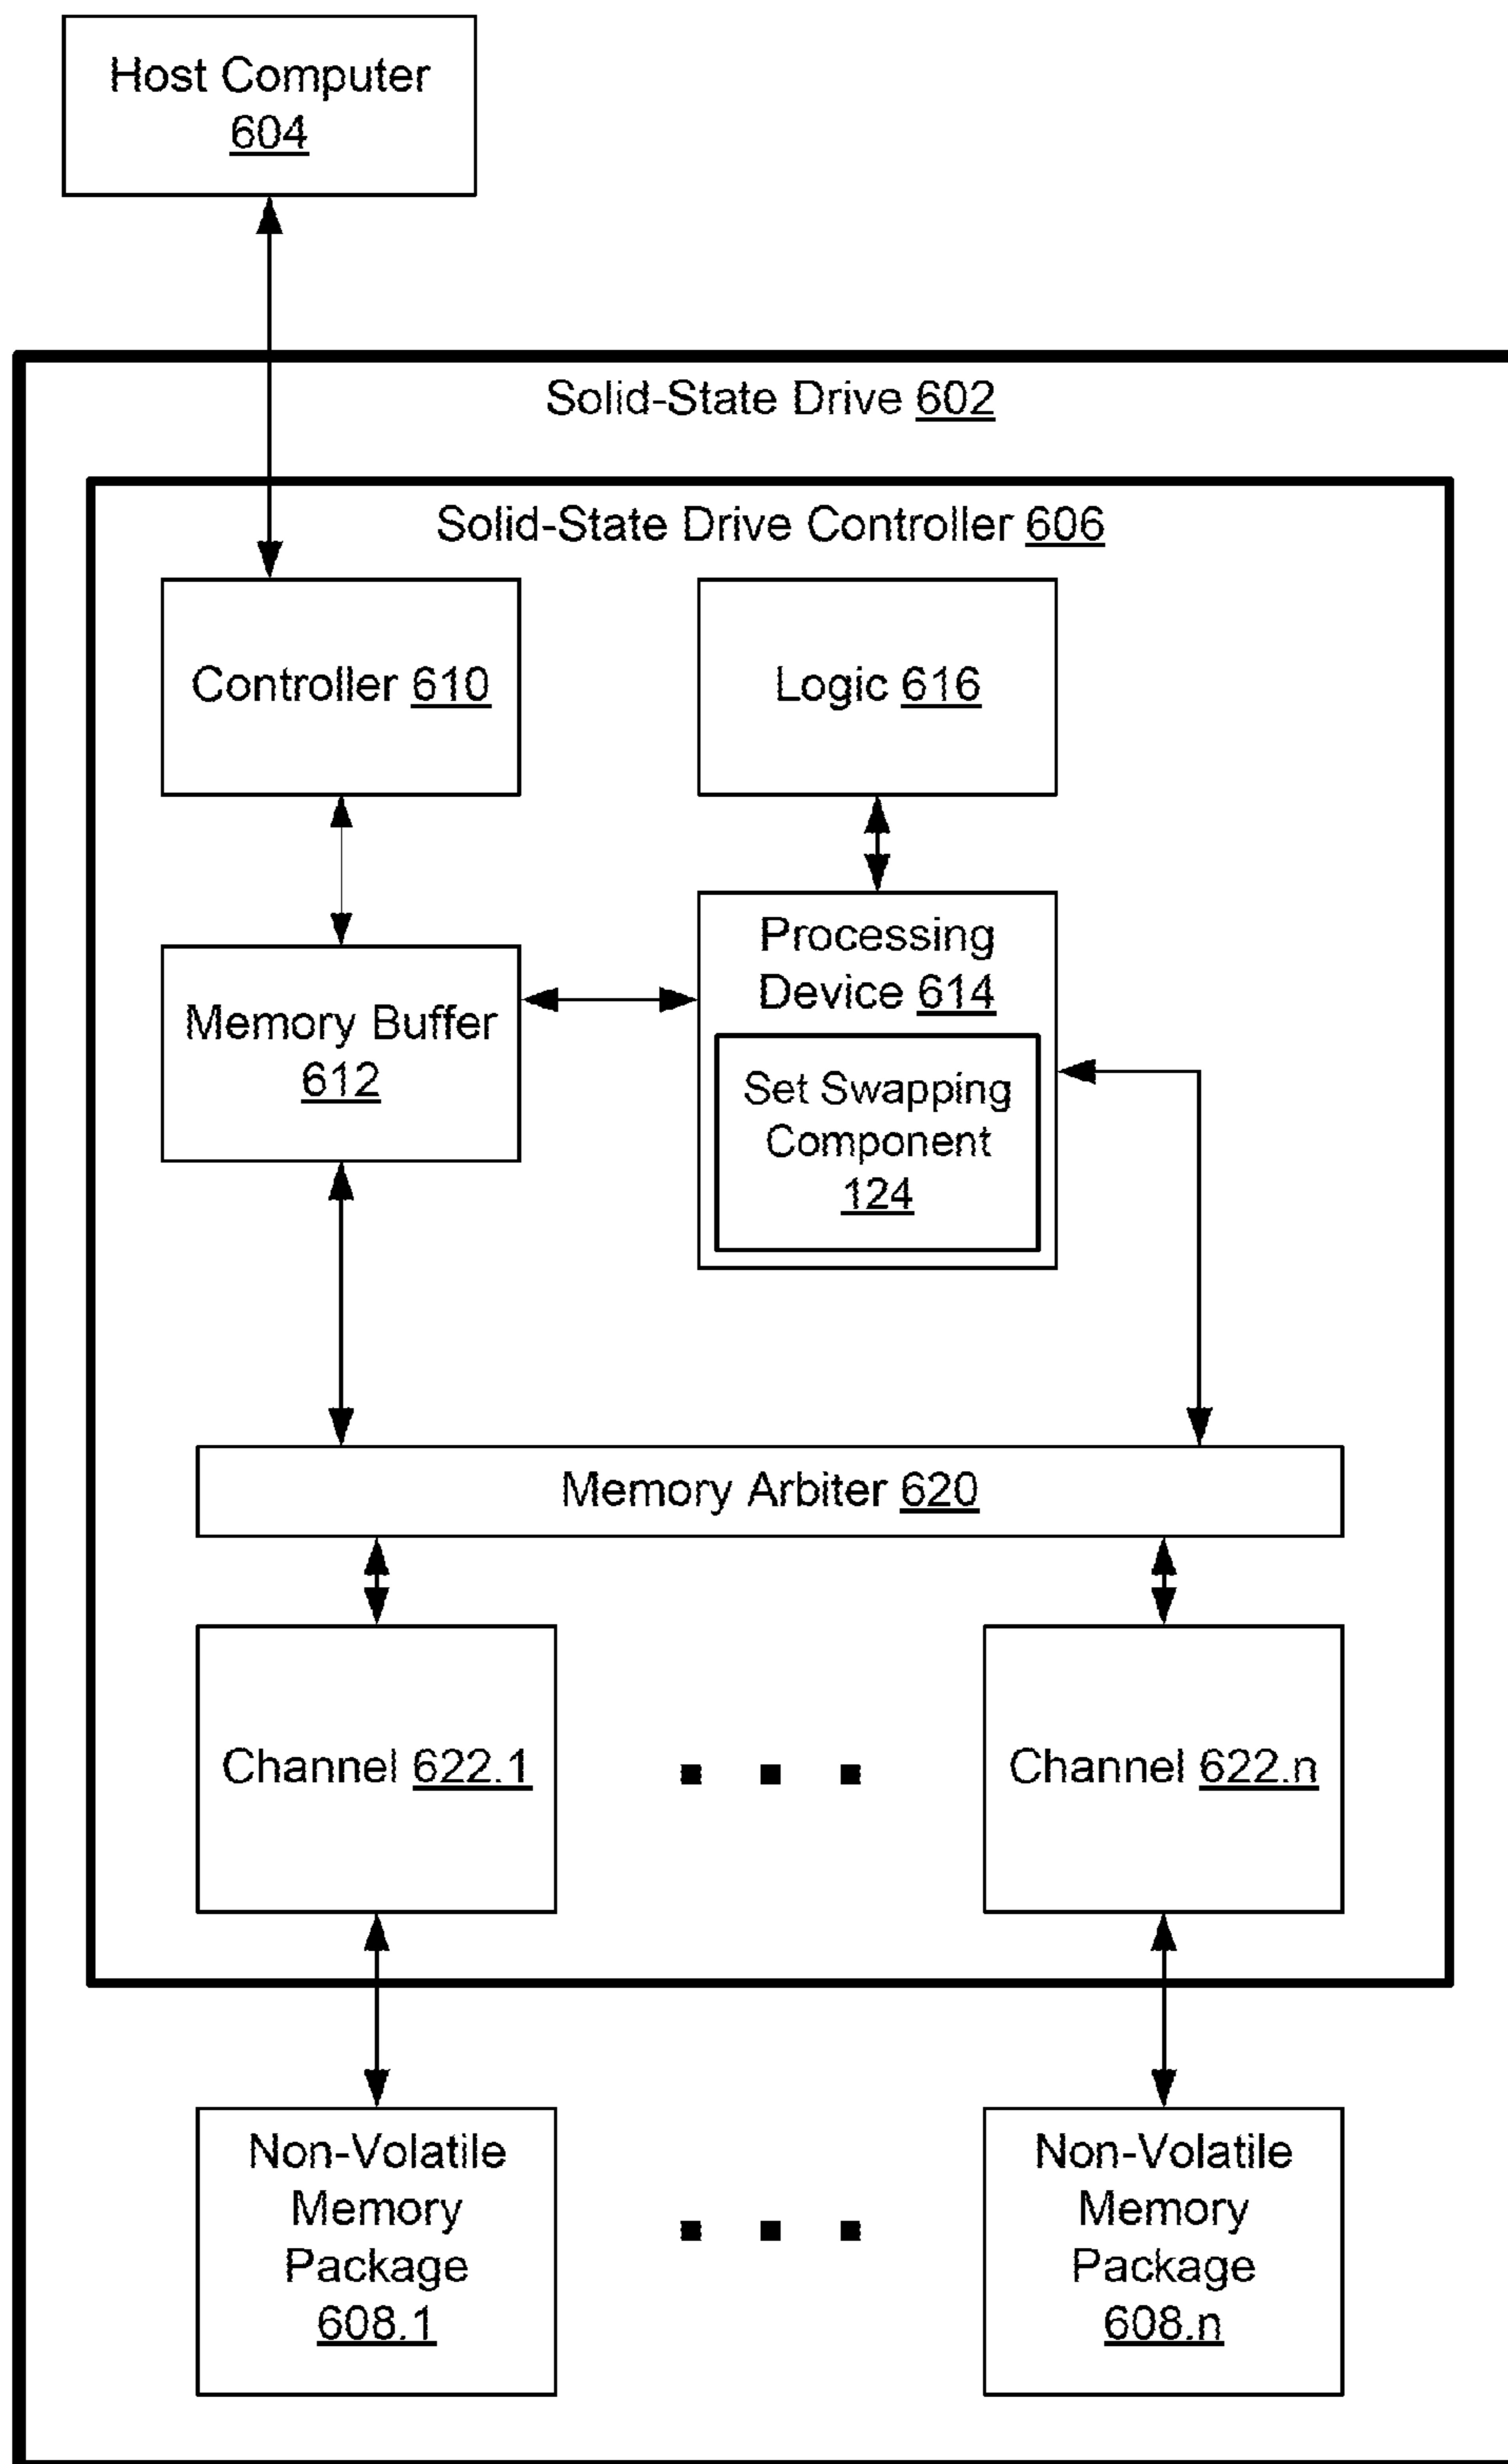 Host Computer
604
Solid-State Drive 602
Solid-State Drive Controller 606
Controller 610
Logic 616
Processing
Device 614
Memory Buffer
612
Set Swapping
Component
124
Memory Arbiter 620
Channel 622.1
Channel 622.n
Non-Volatile
Memory
Package
608.1
Non-Volatile
Memory
Package
608.n